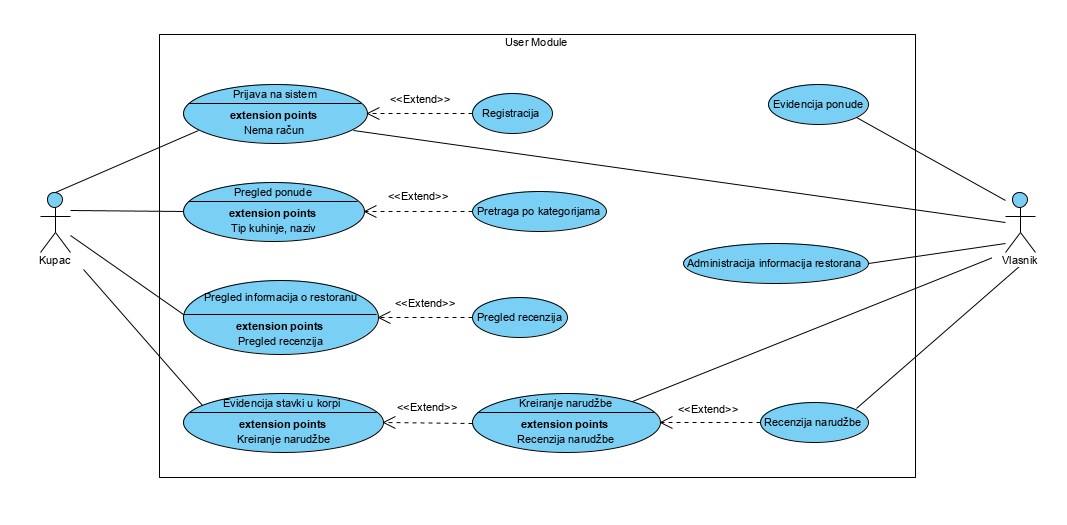 User Module
Prijava na sistem
extension points
Nema račun
<<Extend>>
Registracija
Evidencija ponude
Pregled ponude
extension points
Tip kuhinje, naziv
<<Extend>>
Pretraga po kategorijama
Kupac
Vlasnik
Administracija informacija restorana
Pregled informacija o restoranu
extension points
Pregled recenzija
<<Extend>>
Pregled recenzija
Evidencija stavki u korpi
extension points
Kreiranje narudžbe
<<Extend>>
Kreiranje narudžbe
extension points
Recenzija narudžbe
<<Extend>>
Recenzija narudžbe